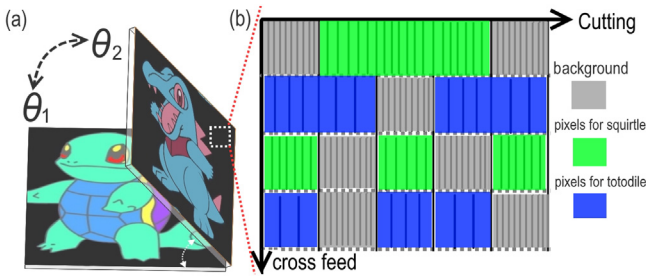 (a)
θ2
θ1
(b)
Cutting
background
pixels for squirtle
pixels for totodile
cross feed